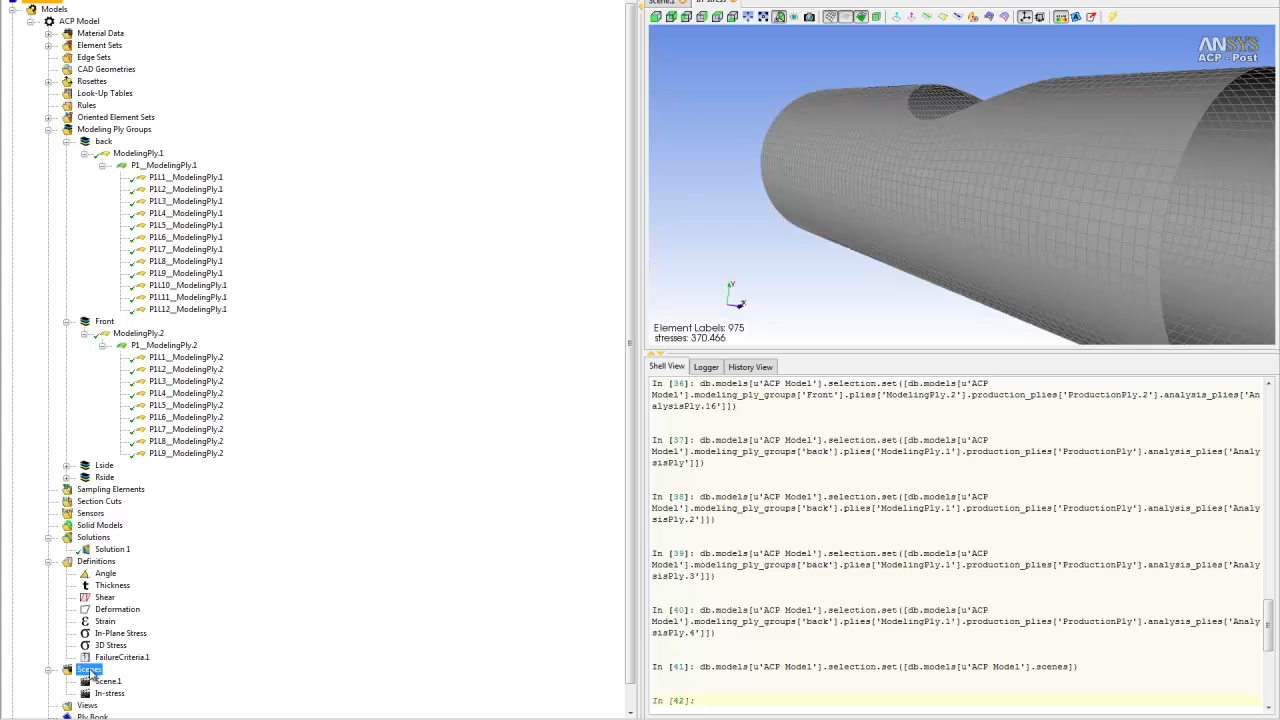 Models
ACP Model
Material Data
Element Sets
Edge Sets
CAD Geometries
Rosettes
Look-Up Tables
Rules
Oriented Element Sets
Modeling Ply Groups
back
ModelingPly.1
P1__ModelingPly.1
P1L1__ModelingPly.1
P1L2__ModelingPly.1
P1L3__ModelingPly.1
P1L4__ModelingPly.1
P1L5__ModelingPly.1
P1L6__ModelingPly.1
P1L7__ModelingPly.1
P1L8__ModelingPly.1
P1L9__ModelingPly.1
P1L10__ModelingPly.1
P1L11__ModelingPly.1
P1L12__ModelingPly.1
Front
ModelingPly.2
P1__ModelingPly.2
P1L1__ModelingPly.2
P1L2__ModelingPly.2
P1L3__ModelingPly.2
P1L4__ModelingPly.2
P1L5__ModelingPly.2
P1L6__ModelingPly.2
P1L7__ModelingPly.2
P1L8__ModelingPly.2
P1L9__ModelingPly.2
Lside
Rside
Sampling Elements
Section Cuts
Sensors
Solid Models
Solutions
Solution 1
Definitions
Angle
Thickness
Shear
Deformation
Strain
In-Plane Stress
3D Stress
FailureCriteria.1
Scenes
Scene.1
In-stress
Views
Ply Book
Scene.1 In-stress
ANSYS
ACP - Post
Y
X
Element Labels: 975
stresses: 370.466
Shell View Logger History View
In [36]: db.models[u'ACP Model'].selection.set([db.models[u'ACP
Model'].modeling_ply_groups['Front'].plies['ModelingPly.2'].production_plies['ProductionPly.2'].analysis_plies['An
alysisPly.16']])
In [37]: db.models[u'ACP Model'].selection.set([db.models[u'ACP
Model'].modeling_ply_groups['back'].plies['ModelingPly.1'].production_plies['ProductionPly'].analysis_plies['Analy
sisPly']])
In [38]: db.models[u'ACP Model'].selection.set([db.models[u'ACP
Model'].modeling_ply_groups['back'].plies['ModelingPly.1'].production_plies['ProductionPly'].analysis_plies['Analy
sisPly.2']])
In [39]: db.models[u'ACP Model'].selection.set([db.models[u'ACP
Model'].modeling_ply_groups['back'].plies['ModelingPly.1'].production_plies['ProductionPly'].analysis_plies['Analy
sisPly.3']])
In [40]: db.models[u'ACP Model'].selection.set([db.models[u'ACP
Model'].modeling_ply_groups['back'].plies['ModelingPly.1'].production_plies['ProductionPly'].analysis_plies['Analy
sisPly.4']])
In [41]: db.models[u'ACP Model'].selection.set([db.models[u'ACP Model'].scenes])
In [42]: